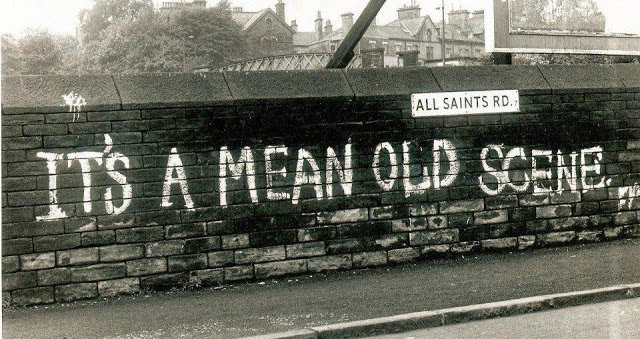 ALL SAINTS RD.
IT'S A MEAN OLD SCENE.